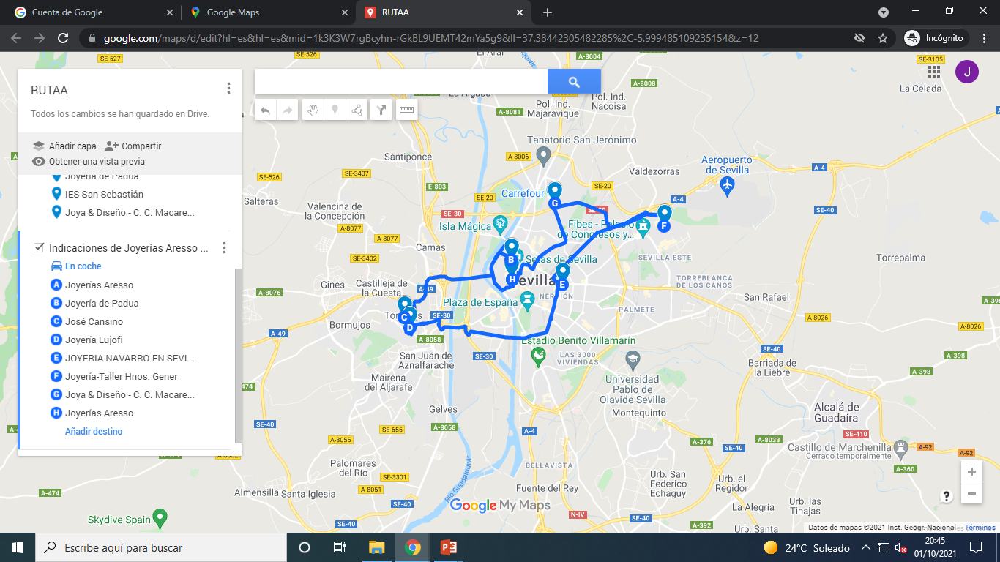 Cuenta de Google
Google Maps
RUTAA
google.com/maps/d/edit?hl=es&hl=es&mid=1k3K3W7rgBcyhn-rGkBL9UEMT42mYa5g9&ll=37.38442305482285%2C-5.999485109235154&z=12
Incógnito
RUTAA
Todos los cambios se han guardado en Drive.
Añadir capa
Compartir
Obtener una vista previa
Joyería de Padua
IES San Sebastián
Joya & Diseño - C. C. Macare...
Indicaciones de Joyerías Aresso ...
En coche
A Joyerías Aresso
B Joyería de Padua
C José Cansino
D Joyería Lujofi
E JOYERIA NAVARRO EN SEVI...
F Joyería-Taller Hnos. Gener
G Joya & Diseño - C. C. Macare...
H Joyerías Aresso
Añadir destino
J
SE-527
SE-526
El Aral
A-8004
SE-3105
La Celada
La Algaba
A-8081
Pol. Ind.
Majaravique
Pol. Ind.
Nacoisa
A-8008
Tanatorio San Jerónimo
Santiponce
A-8006
Valdezorras
Aeropuerto
de Sevilla
A-4
SE-526
SE-3407
E-803
SE-20
Carrefour
SE-20
A-4
SE-40
Salteras
Valencina de
la Concepción
SE-30
Isla Mágica
SE-30
Fibes - Palacio
de Congresos y...
A-8077
A-8077
Camas
SE-3402
Setas de Sevilla
SEVILLA ESTE
Torrepalma
Gines
Castilleja de
la Cuesta
A-49
Sevilla
NERVIÓN
TORREBLANCA
DE LOS CAÑOS
A-8076
Plaza de España
San Rafael
A-398
Bormujos
SE-30
PALMETE
A-8026
A-8026
A-49
A-8058
Estadio Benito Villamarín
San Juan de
Aznalfarache
SE-30
LAS 3000
VIVIENDAS
SE-40
A-398
Mairena
del Aljarafe
Universidad
Pablo de
Olavide Sevilla
Barriada de
la Liebre
A-398
A-474
Gelves
Montequinto
Alcalá de
Guadaíra
SE-40
SE-655
A-8058
A-4
SE-410
A-8055
A-376
A-8033
SE-40
Castillo de Marchenilla
Cerrado temporalmente
A-92
A-92
A-8052
A-474
Palomares
del Río
BELLAVISTA
A-360
SE-3301
Río Guadalquivir
Urb. San
Federico
Echaguy
Urb. el
Regidor
A-474
Almensilla
Santa Iglesia
A-8051
Fuente del Rey
SE-40
Google My Maps
La Alegría
Urb. las
Tinajas
Skydive Spain
SE-40
N-IV
SE-40
A-392
Urb. Santa
Datos de mapas ©2021 Inst. Geogr. Nacional
Términos
Escribe aquí para buscar
24°C Soleado
20:45
01/10/2021